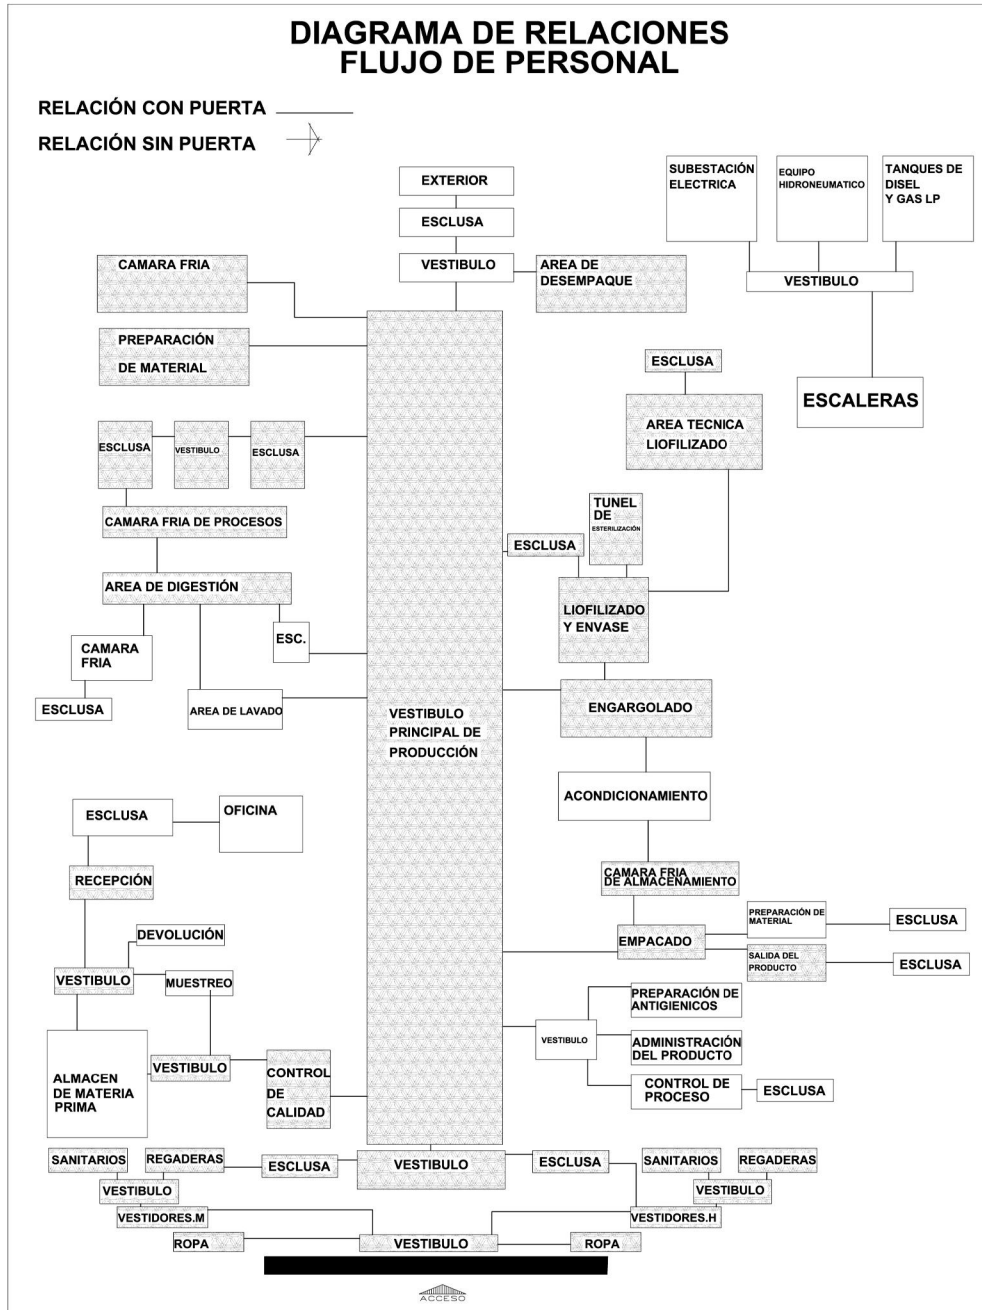 DIAGRAMA DE RELACIONES
FLUJO DE PERSONAL
RELACIÓN CON PUERTA
RELACIÓN SIN PUERTA
EXTERIOR
ESCLUSA
VESTIBULO
AREA DE
DESEMPAQUE
SUBESTACIÓN
ELECTRICA
EQUIPO
HIDRONEUMATICO
TANQUES DE
DISEL
Y GAS LP
VESTIBULO
ESCALERAS
CAMARA FRIA
PREPARACIÓN
DE MATERIAL
ESCLUSA
VESTIBULO
ESCLUSA
CAMARA FRIA DE PROCESOS
AREA DE DIGESTIÓN
CAMARA
FRIA
ESC.
ESCLUSA
AREA DE LAVADO
ESCLUSA
AREA TECNICA
LIOFILIZADO
TUNEL
DE
ESTERILIZACIÓN
ESCLUSA
LIOFILIZADO
Y ENVASE
ENGARGOLADO
VESTIBULO
PRINCIPAL DE
PRODUCCIÓN
ACONDICIONAMIENTO
ESCLUSA
OFICINA
RECEPCIÓN
DEVOLUCIÓN
VESTIBULO
MUESTREO
ALMACEN
DE MATERIA
PRIMA
VESTIBULO
CONTROL
DE
CALIDAD
CAMARA FRIA
DE ALMACENAMIENTO
EMPACADO
PREPARACIÓN DE
MATERIAL
ESCLUSA
SALIDA DEL
PRODUCTO
ESCLUSA
PREPARACIÓN DE
ANTIGIENICOS
VESTIBULO
ADMINISTRACIÓN
DEL PRODUCTO
CONTROL DE
PROCESO
ESCLUSA
SANITARIOS
REGADERAS
ESCLUSA
VESTIBULO
ESCLUSA
SANITARIOS
REGADERAS
VESTIBULO
VESTIBULO
VESTIDORES.M
VESTIDORES.H
ROPA
VESTIBULO
ROPA
ACCESO